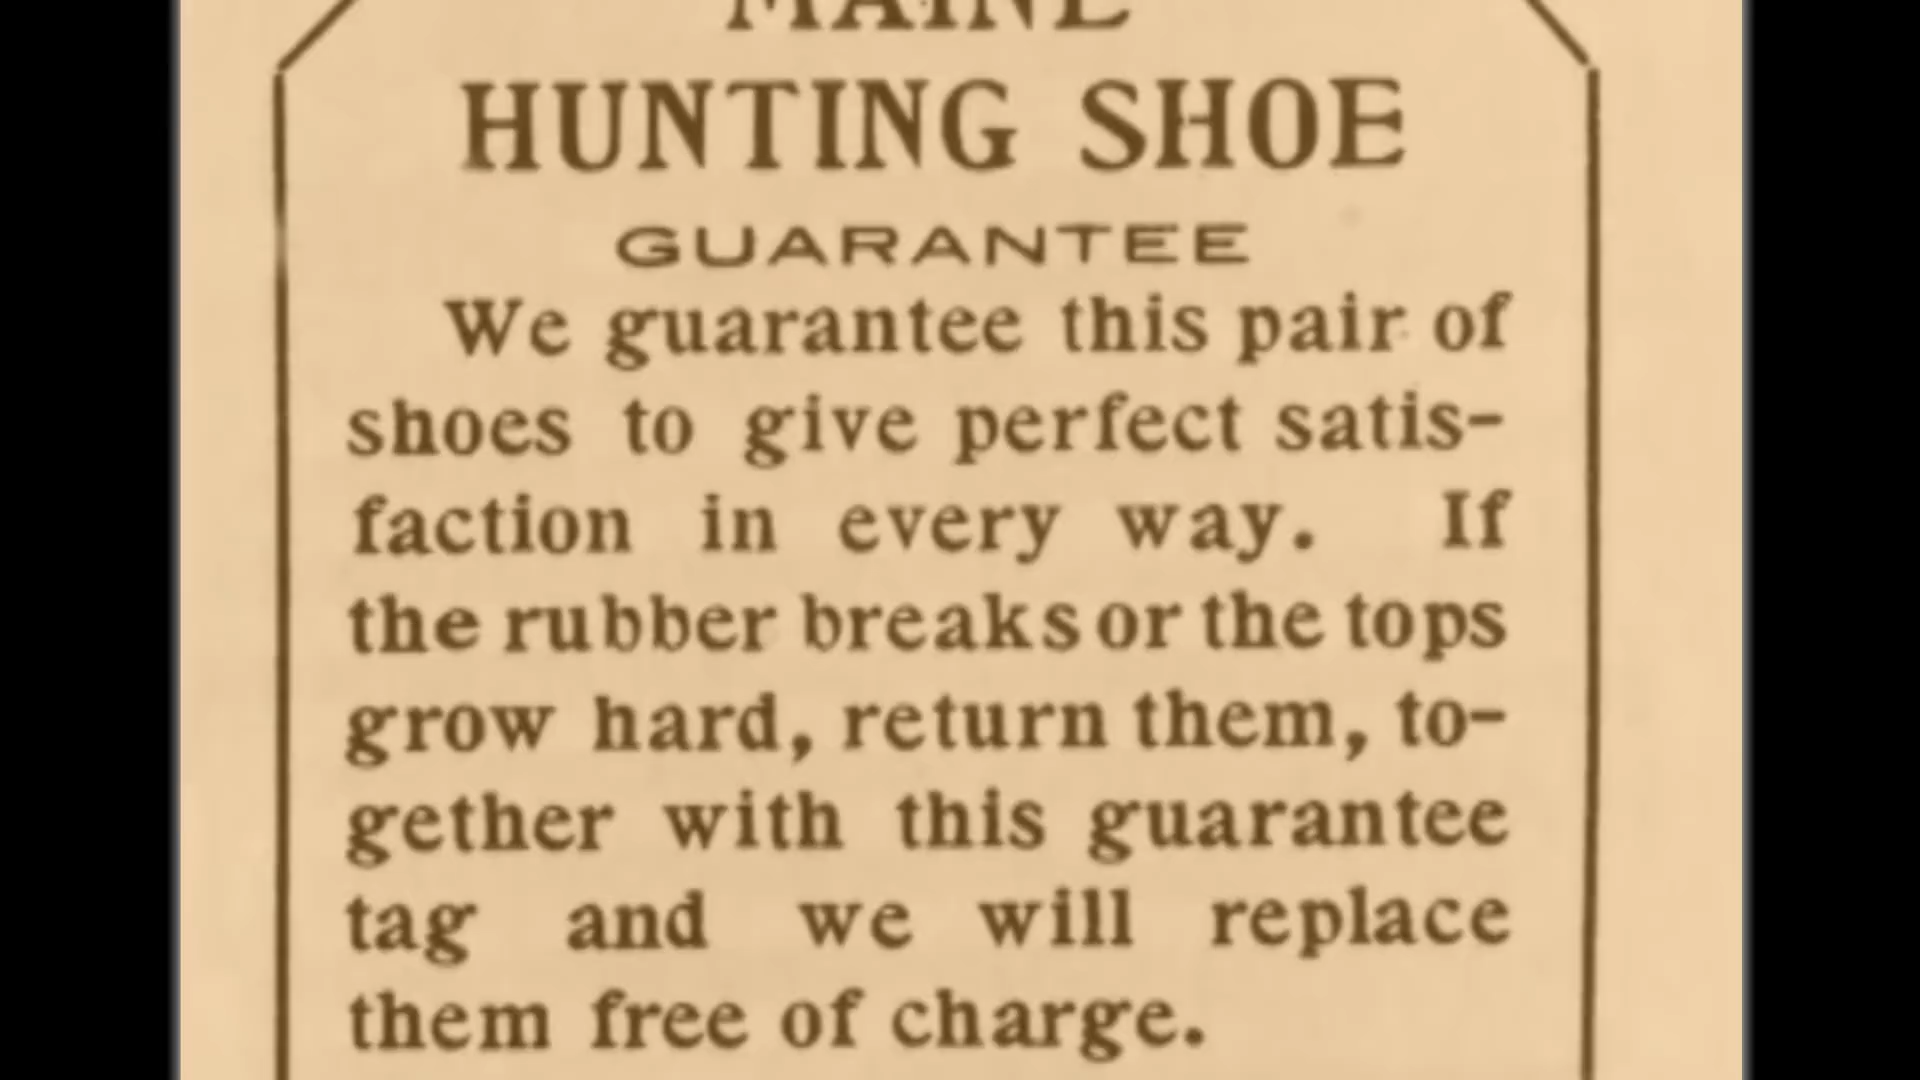 MAINE
HUNTING SHOE
GUARANTEE
We guarantee this pair of
shoes to give perfect satis-
faction in every way. If
the rubber breaks or the tops
grow hard, return them, to-
gether with this guarantee
tag and we will replace
them free of charge.